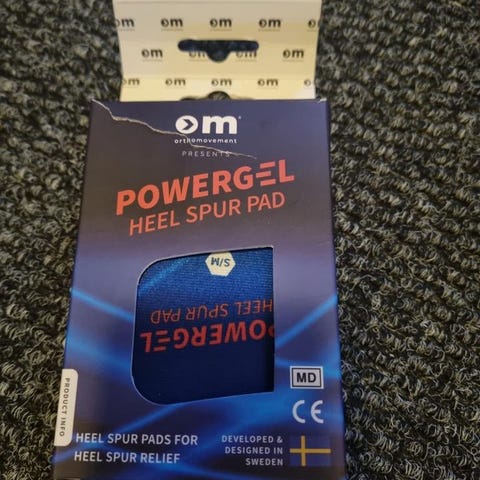 om om om om
om om
om om om om
om
orthomovement
PRESENTS
POWERGEL
HEEL SPUR PAD
S/M
HEEL SPUR PAD
POWERGEL
MD
CE
PRODUCT INFO
HEEL SPUR PADS FOR
HEEL SPUR RELIEF
DEVELOPED &
DESIGNED IN
SWEDEN